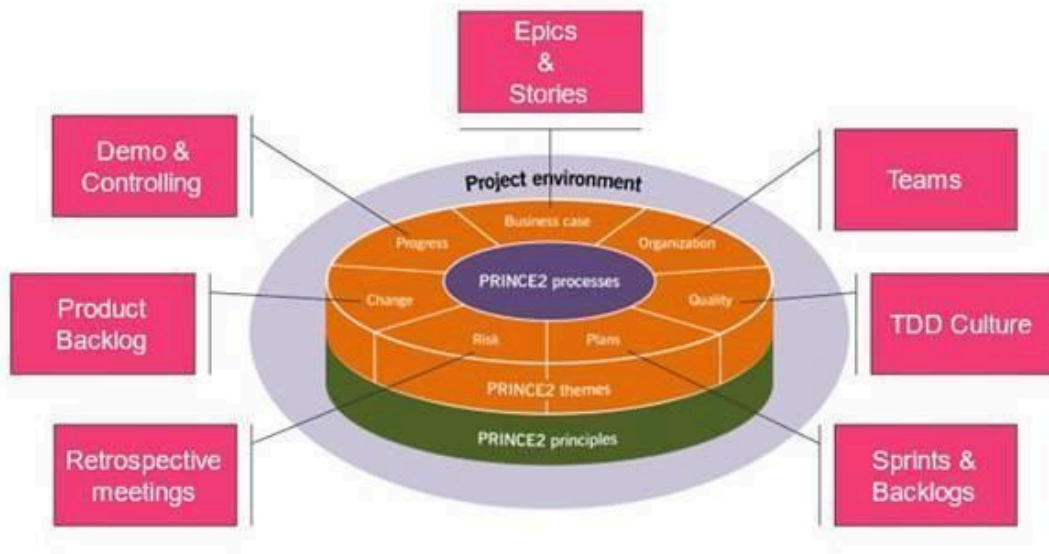 Epics
&
Stories
Demo &
Controlling
Teams
Project environment
Business case
Progress
Organization
PRINCE2 processes
Product
Backlog
Change
Quality
TDD Culture
Risk
Plans
PRINCE2 themes
PRINCE2 principles
Retrospective
meetings
Sprints &
Backlogs